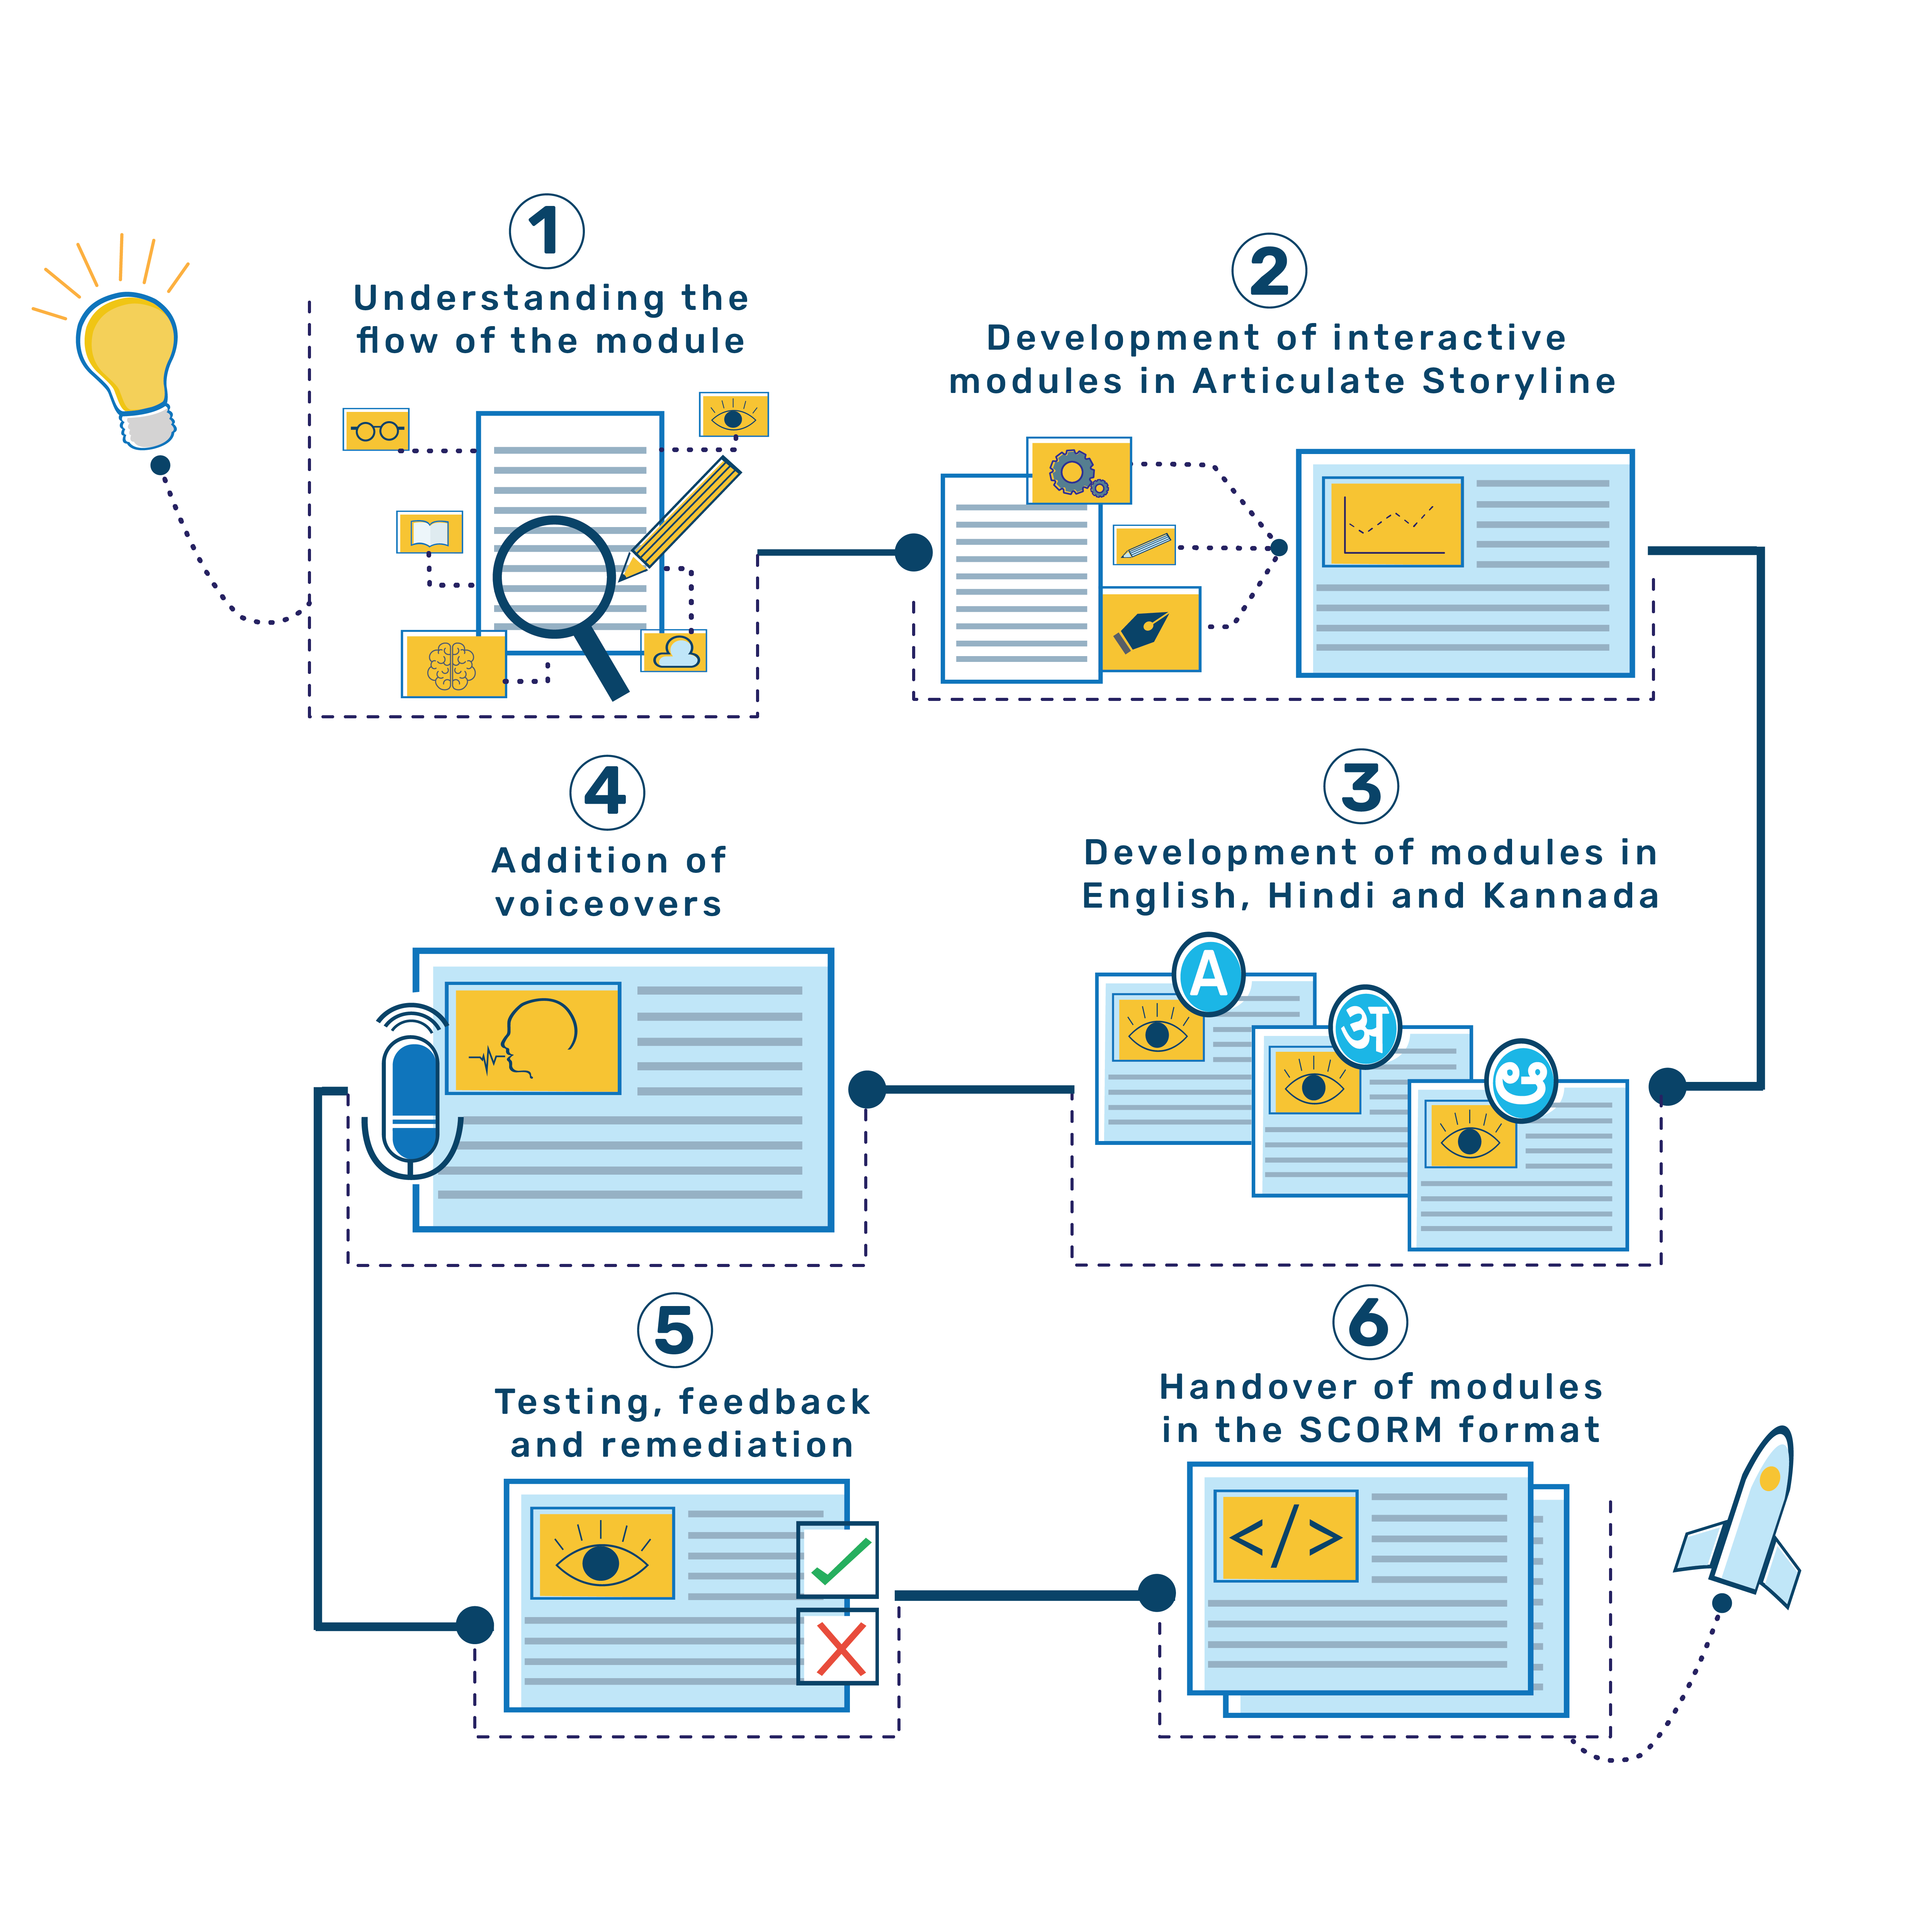 1
Understanding the
flow of the module
2
Development of interactive
modules in Articulate Storyline
3
Development of modules in
English, Hindi and Kannada
A
अ
ಅ
4
Addition of
voiceovers
5
Testing, feedback
and remediation
6
Handover of modules
in the SCORM format
</>